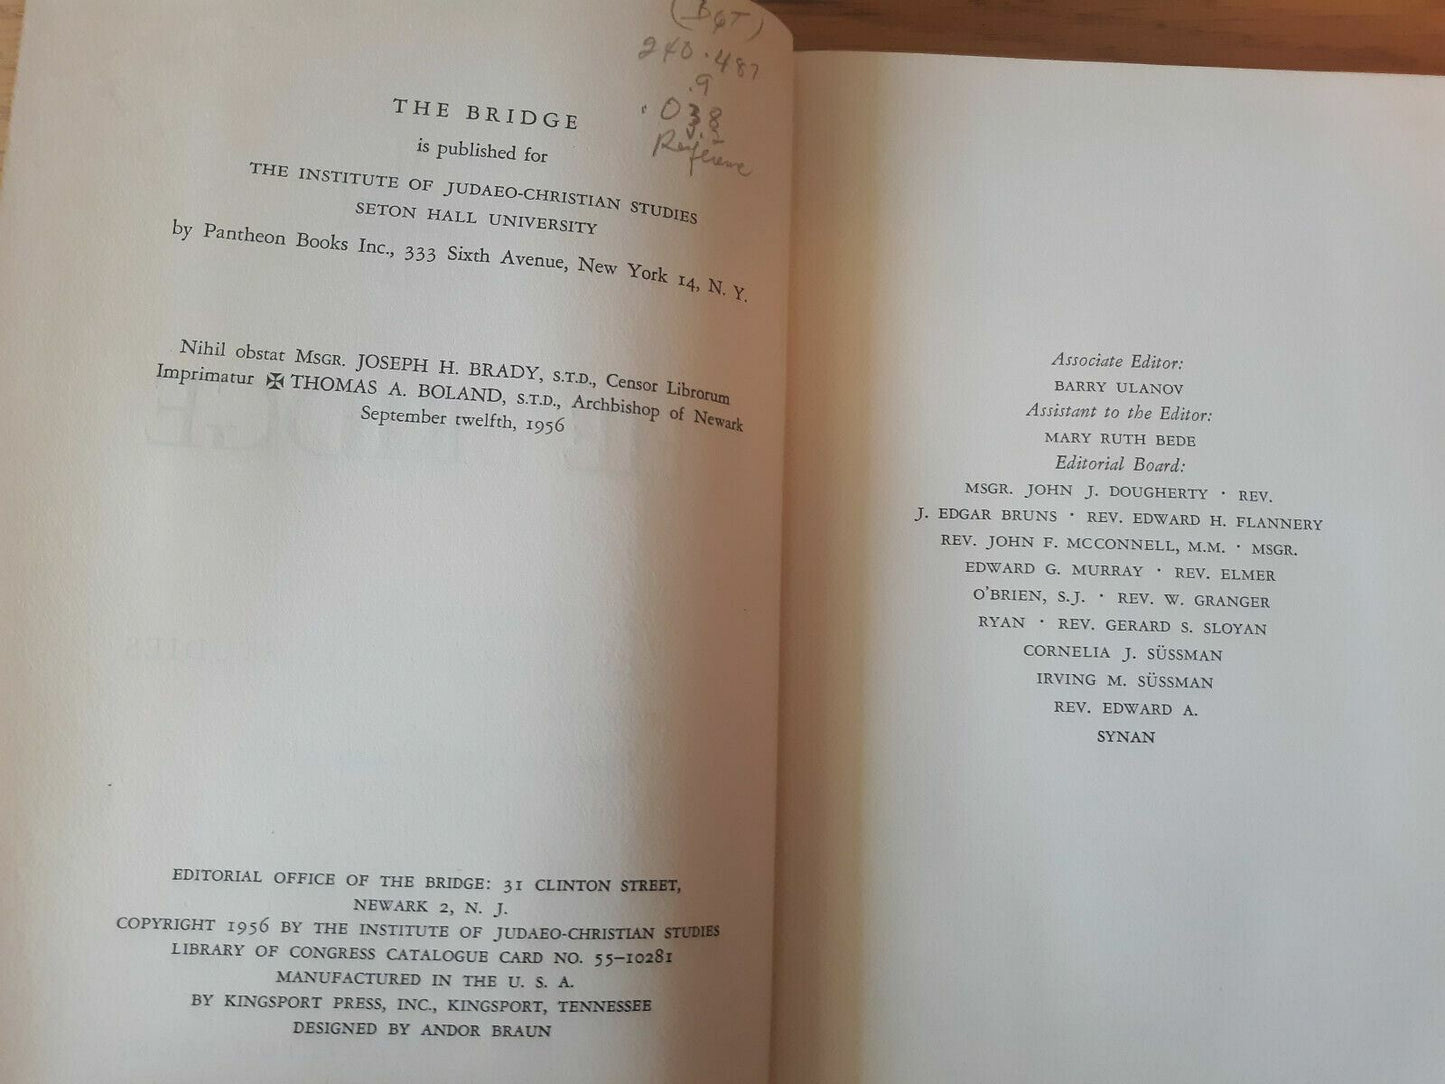 (B&T)
240.487
.9
.038
v.2
Reference
THE BRIDGE
is published for
THE INSTITUTE OF JUDAEO-CHRISTIAN STUDIES
SETON HALL UNIVERSITY
by Pantheon Books Inc., 333 Sixth Avenue, New York 14, N. Y.
Nihil obstat MSGR. JOSEPH H. BRADY, S.T.D., Censor Librorum
Imprimatur ✠ THOMAS A. BOLAND, S.T.D., Archbishop of Newark
September twelfth, 1956
EDITORIAL OFFICE OF THE BRIDGE: 31 CLINTON STREET,
NEWARK 2, N. J.
COPYRIGHT 1956 BY THE INSTITUTE OF JUDAEO-CHRISTIAN STUDIES
LIBRARY OF CONGRESS CATALOGUE CARD NO. 55–10281
MANUFACTURED IN THE U. S. A.
BY KINGSPORT PRESS, INC., KINGSPORT, TENNESSEE
DESIGNED BY ANDOR BRAUN
Associate Editor:
BARRY ULANOV
Assistant to the Editor:
MARY RUTH BEDE
Editorial Board:
MSGR. JOHN J. DOUGHERTY · REV.
J. EDGAR BRUNS · REV. EDWARD H. FLANNERY
REV. JOHN F. MCCONNELL, M.M. · MSGR.
EDWARD G. MURRAY · REV. ELMER
O'BRIEN, S.J. · REV. W. GRANGER
RYAN · REV. GERARD S. SLOYAN
CORNELIA J. SÜSSMAN
IRVING M. SÜSSMAN
REV. EDWARD A.
SYNAN